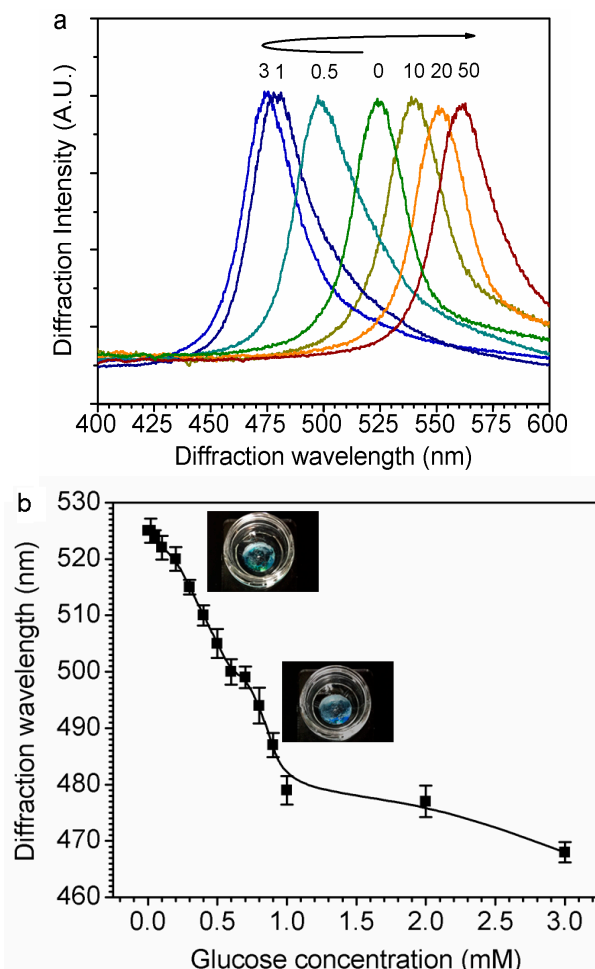 a
3 1 0.5 0 10 20 50
Diffraction Intensity (A.U.)
400 425 450 475 500 525 550 575 600
Diffraction wavelength (nm)
b
530
520
510
500
490
480
470
460
Diffraction wavelength (nm)
0.0 0.5 1.0 1.5 2.0 2.5 3.0
Glucose concentration (mM)